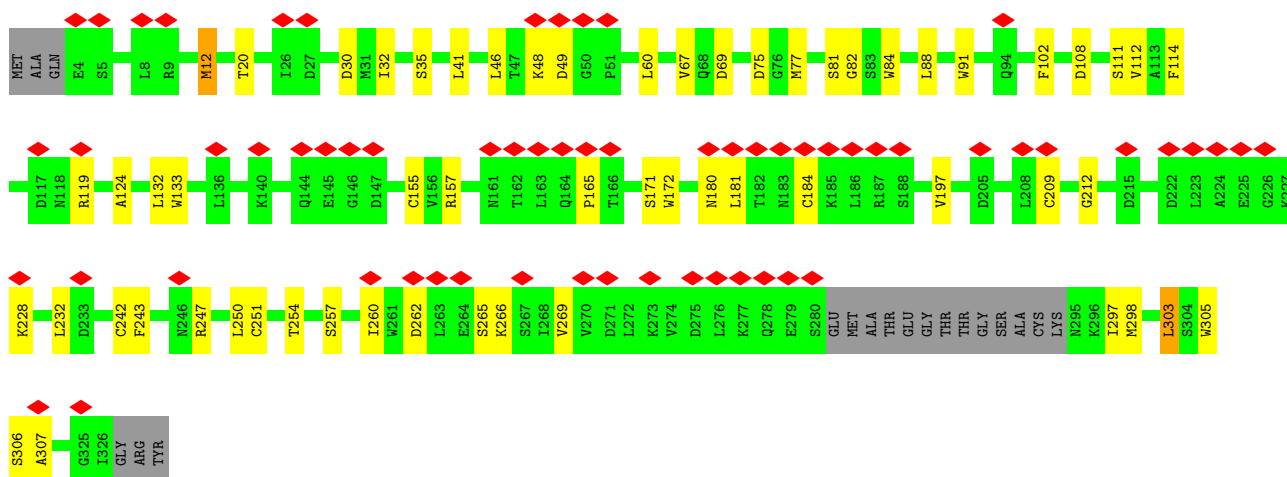 MET ALA GLN E4 S5 L8 R9 M12 T20 I26 D27 D30 M31 I32 S35 L41 L46 T47 K48 D49 G50 P51 L60 V67 Q68 D69 D75 G76 M77 S81 G82 S83 W84 L88 W91 Q94 F102 D108 S111 V112 A113 F114
D117 N118 R119 A124 L132 W133 L136 K140 Q144 E145 G146 D147 C155 V156 R157 N161 T162 L163 Q164 P165 T166 S171 W172 N180 L181 T182 N183 C184 K185 L186 R187 S188 V197 D205 L208 C209 G212 D215 D222 L223 A224 E225 G226 K227
K228 L232 D233 C242 F243 N246 R247 L250 C251 T254 S257 I260 W261 D262 L263 E264 S265 K266 S267 I268 V269 V270 D271 L272 K273 V274 D275 L276 K277 Q278 E279 S280 GLU MET ALA THR GLU GLY THR THR GLY SER ALA CYS LYS N295 K296 I297 M298 L303 S304 W305
S306 A307 G325 I326 GLY ARG TYR